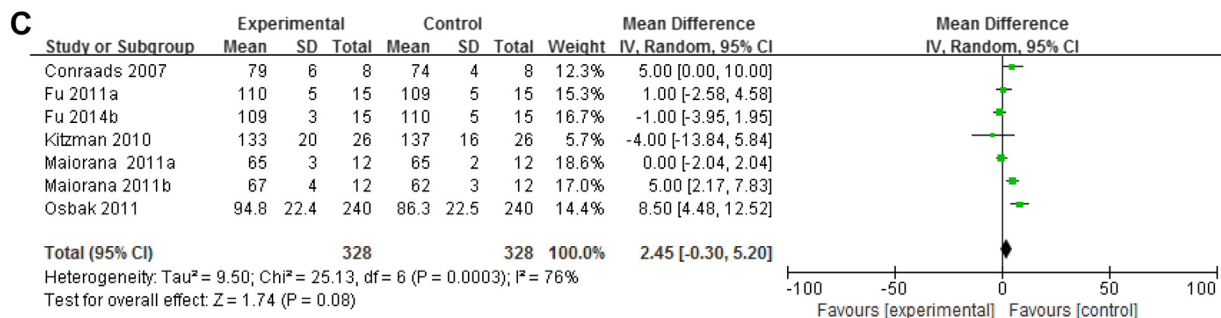 C
Experimental Control Mean Difference Mean Difference
Study or Subgroup Mean SD Total Mean SD Total Weight IV, Random, 95% CI IV, Random, 95% CI
Conraads 2007 79 6 8 74 4 8 12.3% 5.00 [0.00, 10.00]
Fu 2011a 110 5 15 109 5 15 15.3% 1.00 [-2.58, 4.58]
Fu 2014b 109 3 15 110 5 15 16.7% -1.00 [-3.95, 1.95]
Kitzman 2010 133 20 26 137 16 26 5.7% -4.00 [-13.84, 5.84]
Maiorana 2011a 65 3 12 65 2 12 18.6% 0.00 [-2.04, 2.04]
Maiorana 2011b 67 4 12 62 3 12 17.0% 5.00 [2.17, 7.83]
Osbak 2011 94.8 22.4 240 86.3 22.5 240 14.4% 8.50 [4.48, 12.52]
Total (95% CI) 328 328 100.0% 2.45 [-0.30, 5.20]
Heterogeneity: Tau² = 9.50; Chi² = 25.13, df = 6 (P = 0.0003); I² = 76%
Test for overall effect: Z = 1.74 (P = 0.08)
-100 -50 0 50 100
Favours [experimental] Favours [control]